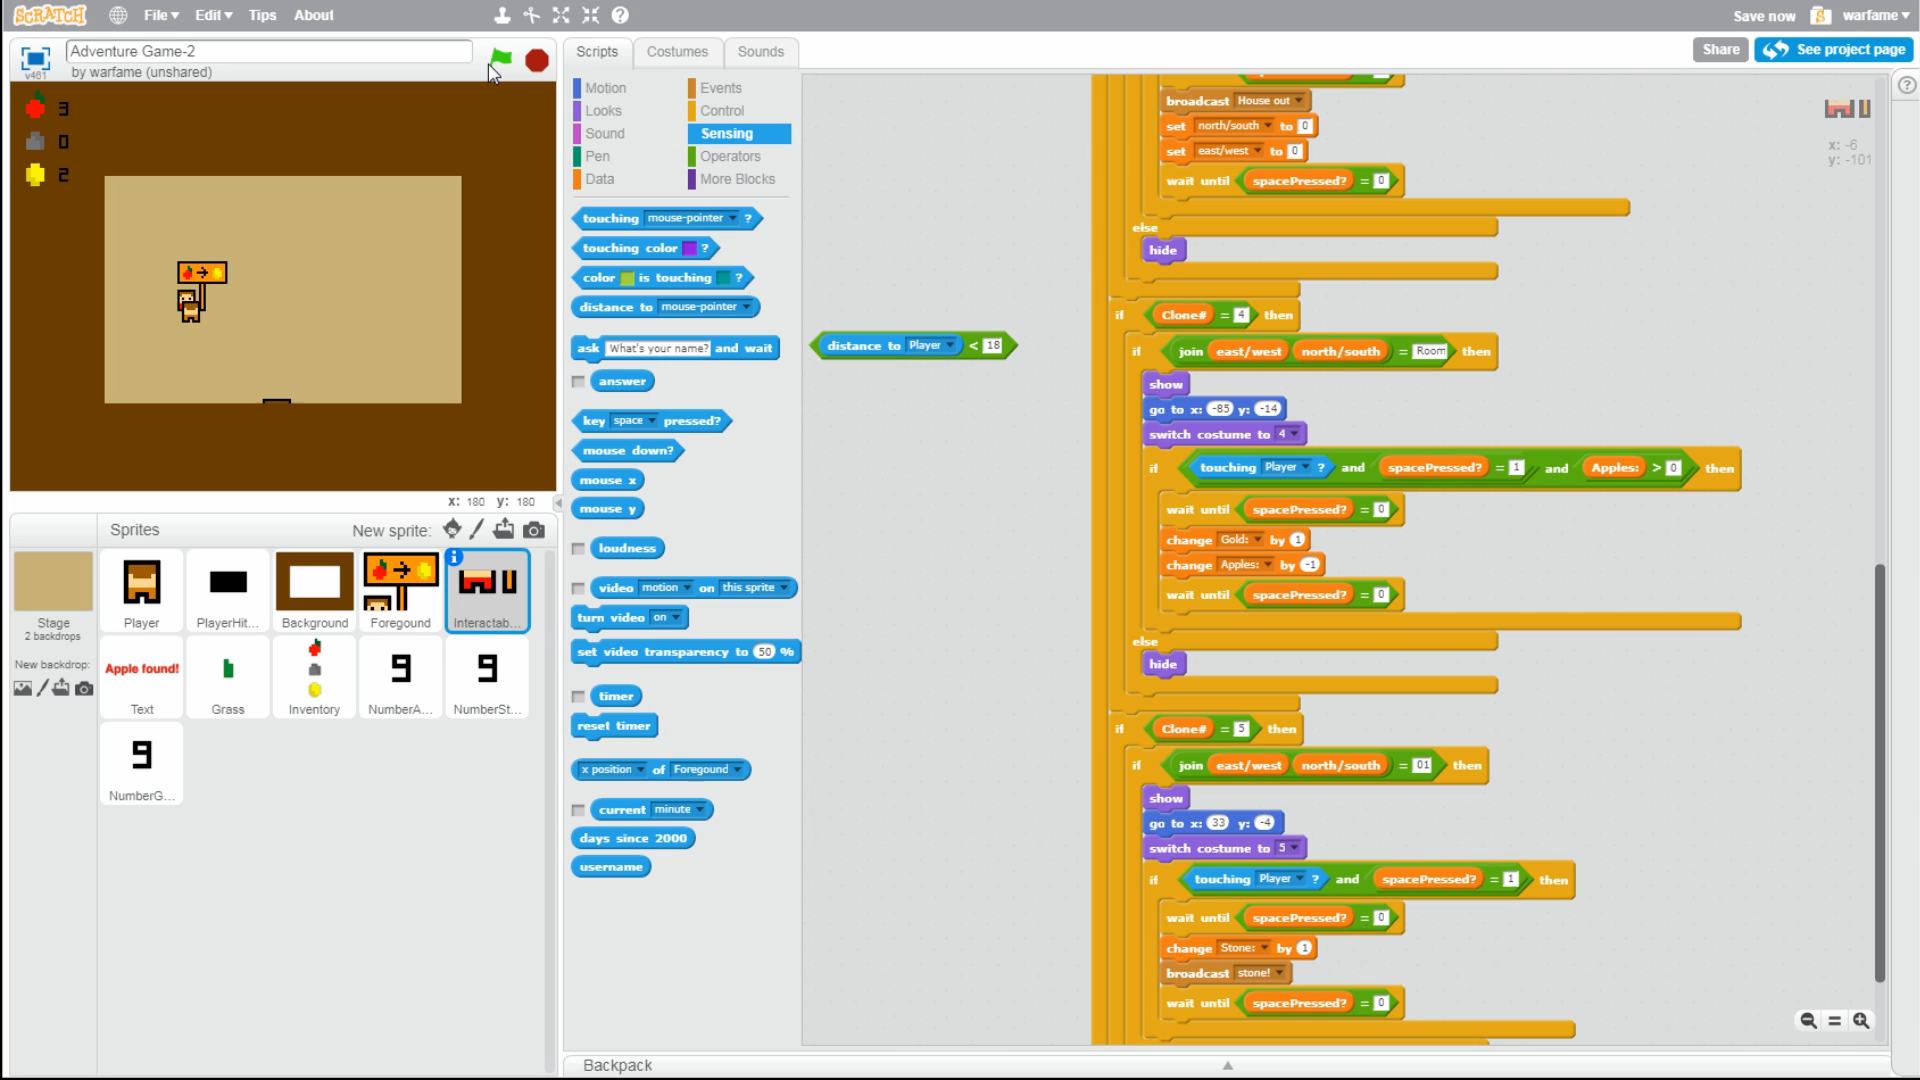 SCRATCH File Edit Tips About Save now warfame
v461 Adventure Game-2 Scripts Costumes Sounds Share See project page
by warfame (unshared)
3
0
2
x: 180 y: 180
Motion Events
Looks Control
Sound Sensing
Pen Operators
Data More Blocks
touching mouse-pointer ?
touching color ?
color is touching ?
distance to mouse-pointer
ask What's your name? and wait
answer
key space pressed?
mouse down?
mouse x
mouse y
loudness
video motion on this sprite
turn video on
set video transparency to 50 %
timer
reset timer
x position of Foregound
current minute
days since 2000
username
distance to Player < 18
broadcast House out
set north/south to 0
set east/west to 0
wait until spacePressed? = 0
else
hide
if Clone# = 4 then
if join east/west north/south = Room then
show
go to x: -85 y: -14
switch costume to 4
if touching Player ? and spacePressed? = 1 and Apples: > 0 then
wait until spacePressed? = 0
change Gold: by 1
change Apples: by -1
wait until spacePressed? = 0
else
hide
if Clone# = 5 then
if join east/west north/south = 01 then
show
go to x: 33 y: -4
switch costume to 5
if touching Player ? and spacePressed? = 1 then
wait until spacePressed? = 0
change Stone: by 1
broadcast stone!
wait until spacePressed? = 0
x: -6
y: -101
Sprites New sprite:
Stage
2 backdrops
New backdrop:
Player PlayerHit... Background Foregound Interactab...
Apple found!
Text Grass Inventory
9
NumberA...
9
NumberSt...
9
NumberG...
Backpack